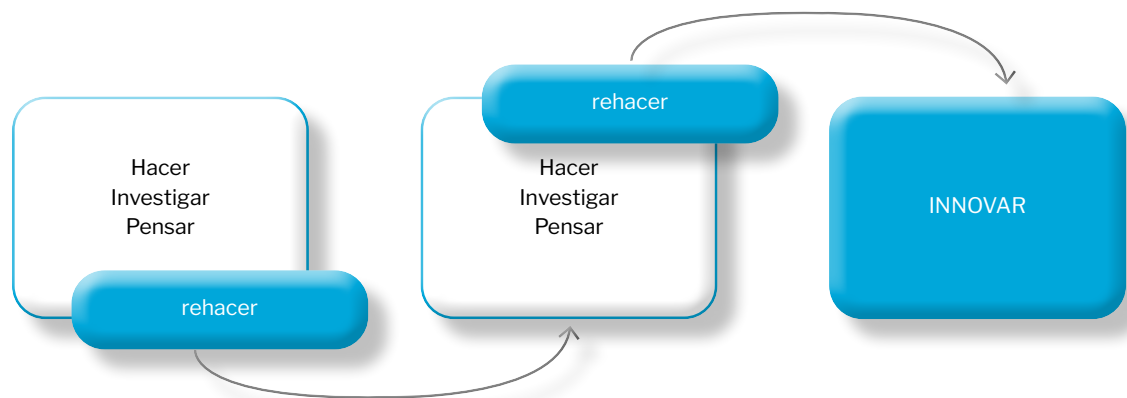 Hacer
Investigar
Pensar
rehacer
rehacer
Hacer
Investigar
Pensar
INNOVAR